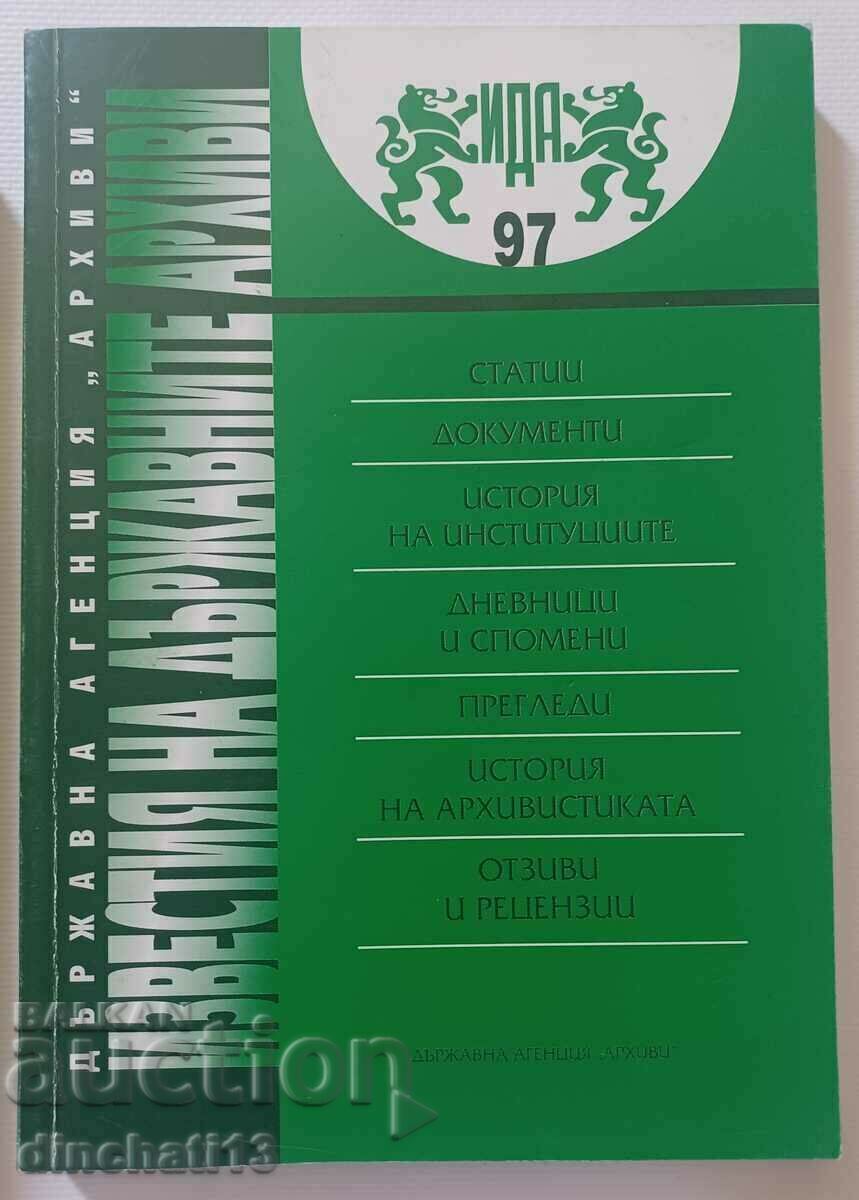 ДЪРЖАВНА АГЕНЦИЯ „АРХИВИ“
ИЗВЕСТИЯ НА ДЪРЖАВНИТЕ АРХИВИ
ИДА
97
СТАТИИ
ДОКУМЕНТИ
ИСТОРИЯ
НА ИНСТИТУЦИИТЕ
ДНЕВНИЦИ
И СПОМЕНИ
ПРЕГЛЕДИ
ИСТОРИЯ
НА АРХИВИСТИКАТА
ОТЗИВИ
И РЕЦЕНЗИИ
ДЪРЖАВНА АГЕНЦИЯ „АРХИВИ“
BALKAN
auction
dinchati13